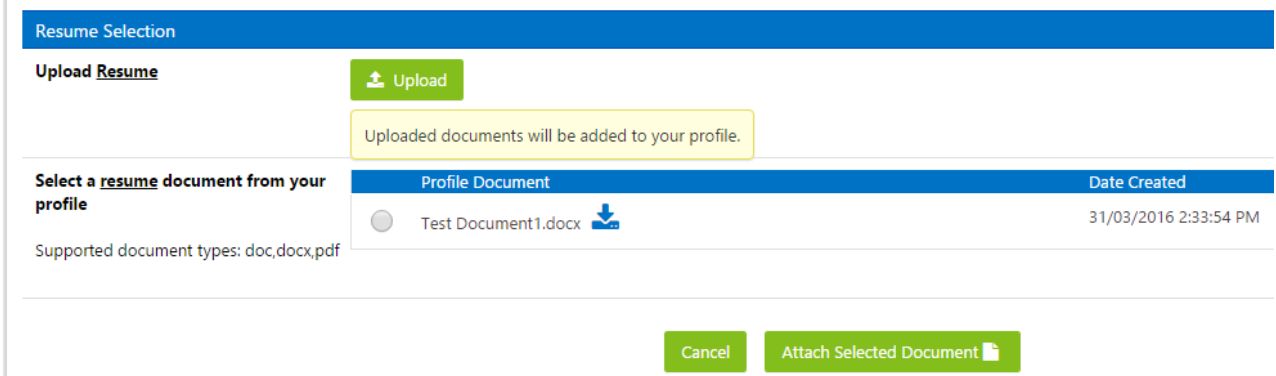 Resume Selection
Upload Resume
Upload
Uploaded documents will be added to your profile.
Select a resume document from your
profile
Supported document types: doc,docx,pdf
Profile Document Date Created
Test Document1.docx 31/03/2016 2:33:54 PM
Cancel Attach Selected Document